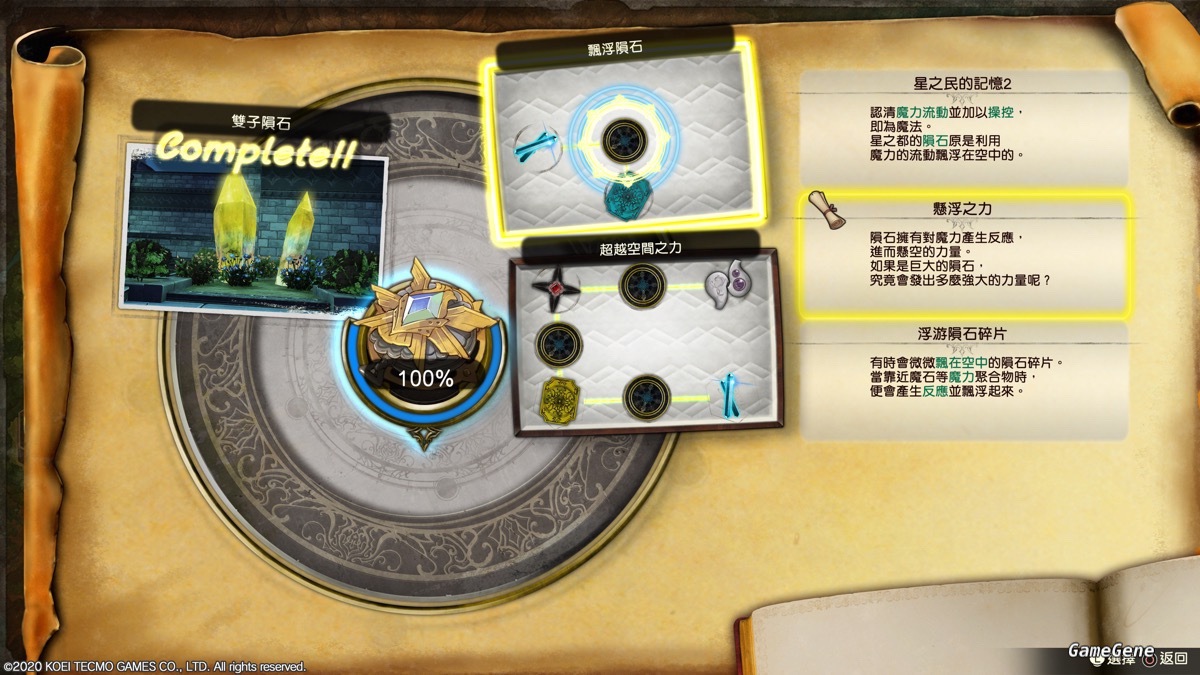 雙子隕石
Complete!!
100%
飄浮隕石
超越空間之力
星之民的記憶2
認清魔力流動並加以操控，
即為魔法。
星之都的隕石原是利用
魔力的流動飄浮在空中的。
懸浮之力
隕石擁有對魔力產生反應，
進而懸空的力量。
如果是巨大的隕石，
究竟會發出多麼強大的力量呢？
浮游隕石碎片
有時會微微飄在空中的隕石碎片。
當靠近魔石等魔力聚合物時，
便會產生反應並飄浮起來。
©2020 KOEI TECMO GAMES CO., LTD. All rights reserved.
GameGene
L 選擇 返回